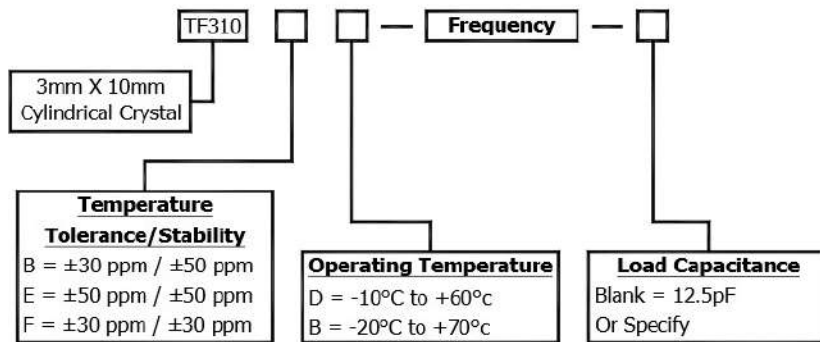 TF310
Frequency
3mm X 10mm
Cylindrical Crystal
Temperature
Tolerance/Stability
B = ±30 ppm / ±50 ppm
E = ±50 ppm / ±50 ppm
F = ±30 ppm / ±30 ppm
Operating Temperature
D = -10°C to +60°c
B = -20°C to +70°c
Load Capacitance
Blank = 12.5pF
Or Specify